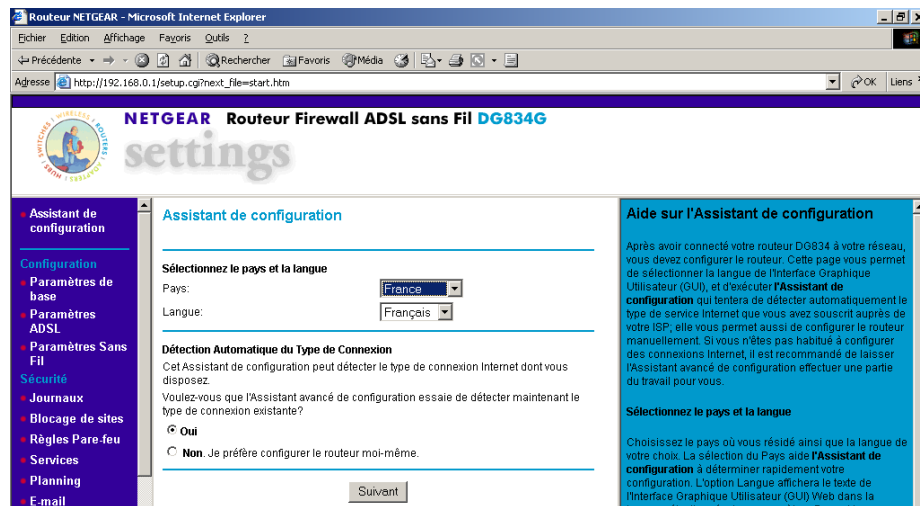 Routeur NETGEAR - Microsoft Internet Explorer
Fichier Edition Affichage Favoris Outils ?
Précédente Rechercher Favoris Média
Adresse http://192.168.0.1/setup.cgi?next_file=start.htm OK Liens
SWITCHES WIRELESS ROUTERS ADAPTERS HUBS
NETGEAR Routeur Firewall ADSL sans Fil DG834G
settings
Assistant de
configuration
Configuration
Paramètres de
base
Paramètres
ADSL
Paramètres Sans
Fil
Sécurité
Journaux
Blocage de sites
Règles Pare-feu
Services
Planning
E-mail
Assistant de configuration
Sélectionnez le pays et la langue
Pays: France
Langue: Français
Détection Automatique du Type de Connexion
Cet Assistant de configuration peut détecter le type de connexion Internet dont vous
disposez.
Voulez-vous que l'Assistant avancé de configuration essaie de détecter maintenant le
type de connexion existante?
Oui
Non. Je préfère configurer le routeur moi-même.
Suivant
Aide sur l'Assistant de configuration
Après avoir connecté votre routeur DG834 à votre réseau,
vous devez configurer le routeur. Cette page vous permet
de sélectionner la langue de l'Interface Graphique
Utilisateur (GUI), et d'exécuter l'Assistant de
configuration qui tentera de détecter automatiquement le
type de service Internet que vous avez souscrit auprès de
votre ISP; elle vous permet aussi de configurer le routeur
manuellement. Si vous n'êtes pas habitué à configurer
des connexions Internet, il est recommandé de laisser
l'Assistant avancé de configuration effectuer une partie
du travail pour vous.
Sélectionnez le pays et la langue
Choisissez le pays où vous résidé ainsi que la langue de
votre choix. La sélection du Pays aide l'Assistant de
configuration à déterminer rapidement votre
configuration. L'option Langue affichera le texte de
l'Interface Graphique Utilisateur (GUI) Web dans la